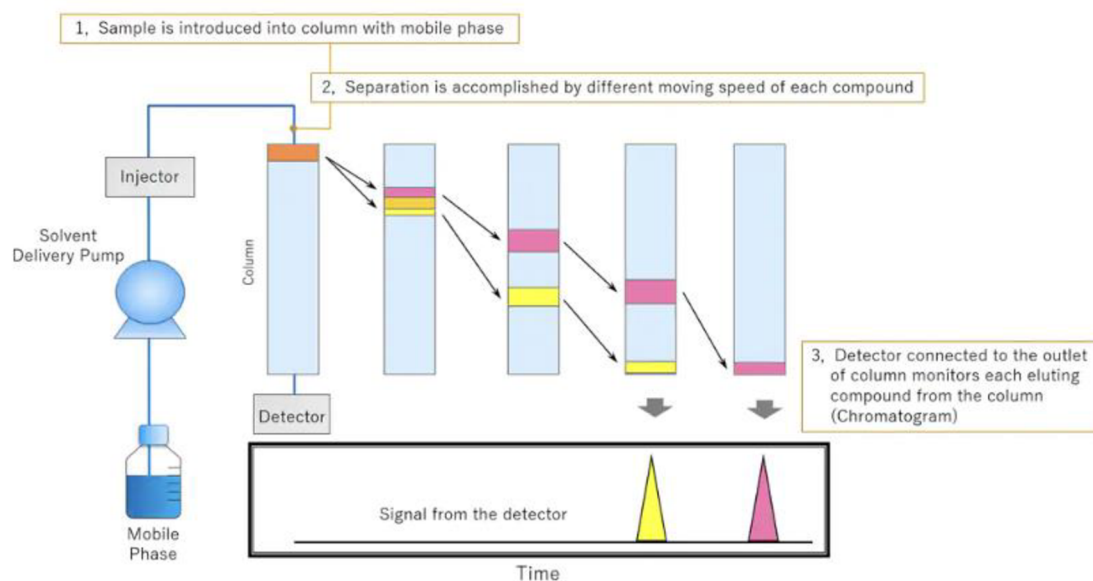 1, Sample is introduced into column with mobile phase
2, Separation is accomplished by different moving speed of each compound
Injector
Solvent
Delivery Pump
Column
3, Detector connected to the outlet
of column monitors each eluting
compound from the column
(Chromatogram)
Detector
Signal from the detector
Mobile
Phase
Time